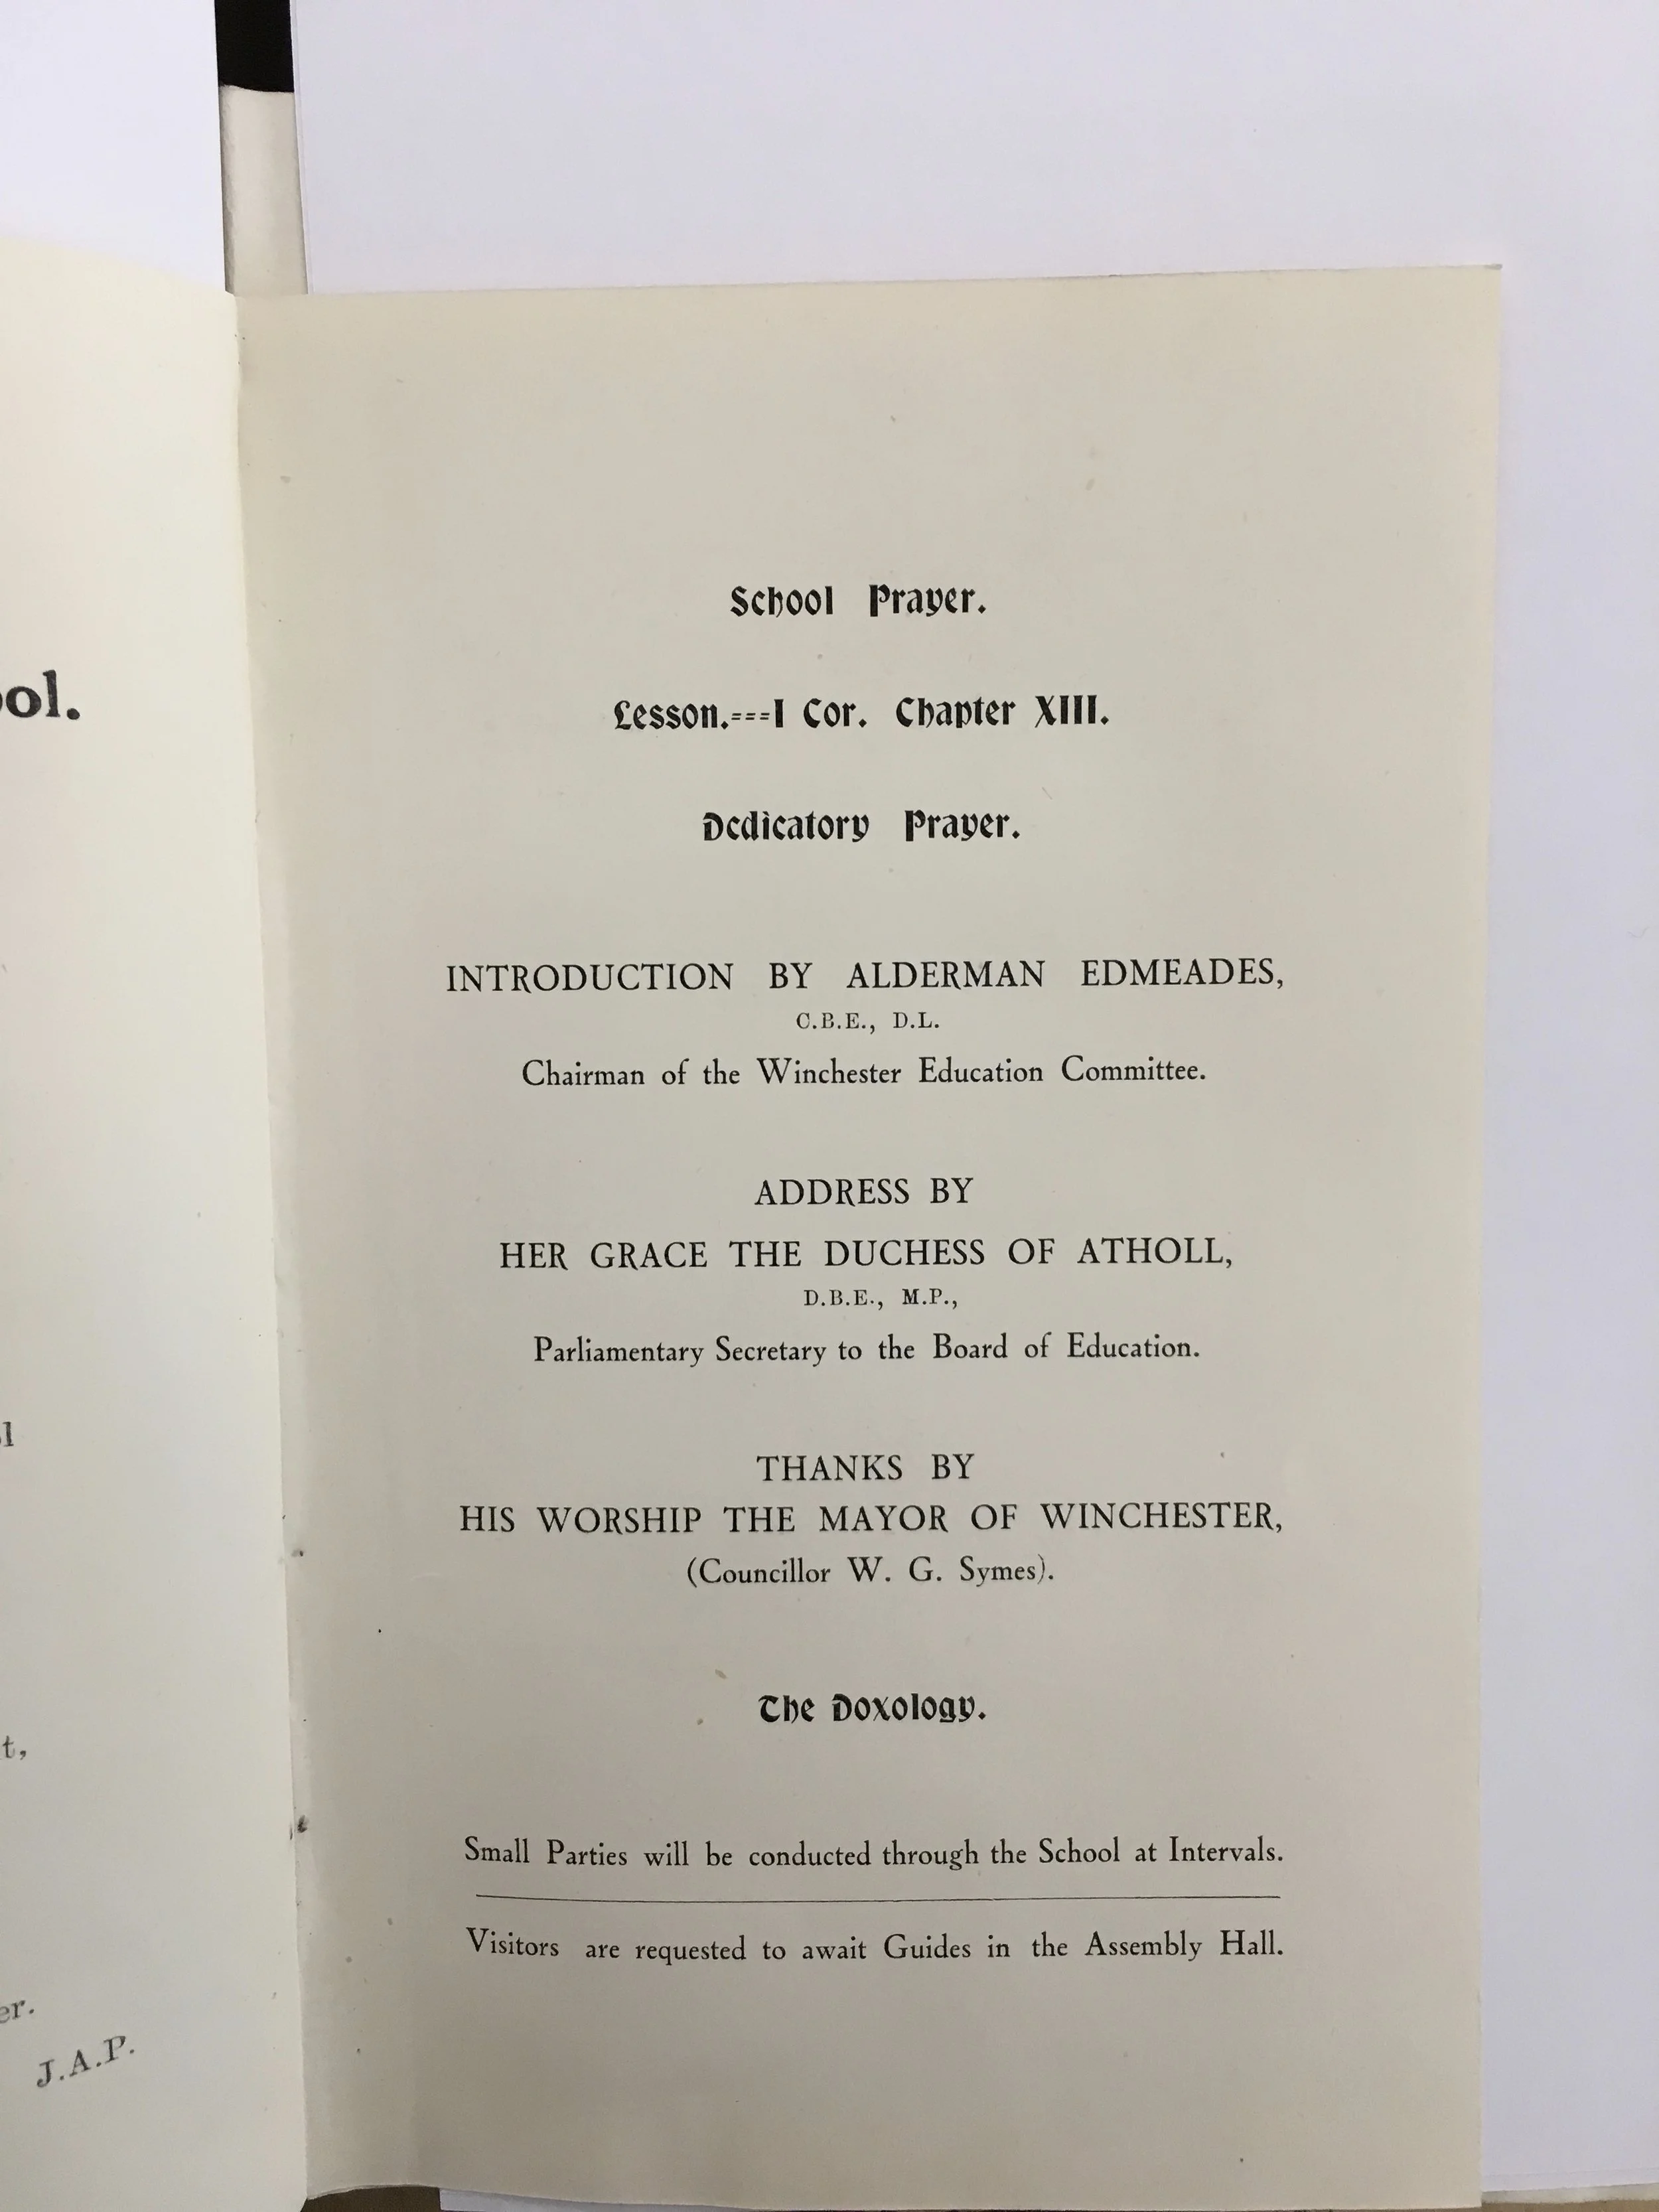 ol.
l
t,
er.
J.A.P.
School Prayer.
Lesson.===I Cor. Chapter XIII.
Dedicatory Prayer.
INTRODUCTION BY ALDERMAN EDMEADES,
C.B.E., D.L.
Chairman of the Winchester Education Committee.
ADDRESS BY
HER GRACE THE DUCHESS OF ATHOLL,
D.B.E., M.P.,
Parliamentary Secretary to the Board of Education.
THANKS BY
HIS WORSHIP THE MAYOR OF WINCHESTER,
(Councillor W. G. Symes).
The Doxology.
Small Parties will be conducted through the School at Intervals.
Visitors are requested to await Guides in the Assembly Hall.